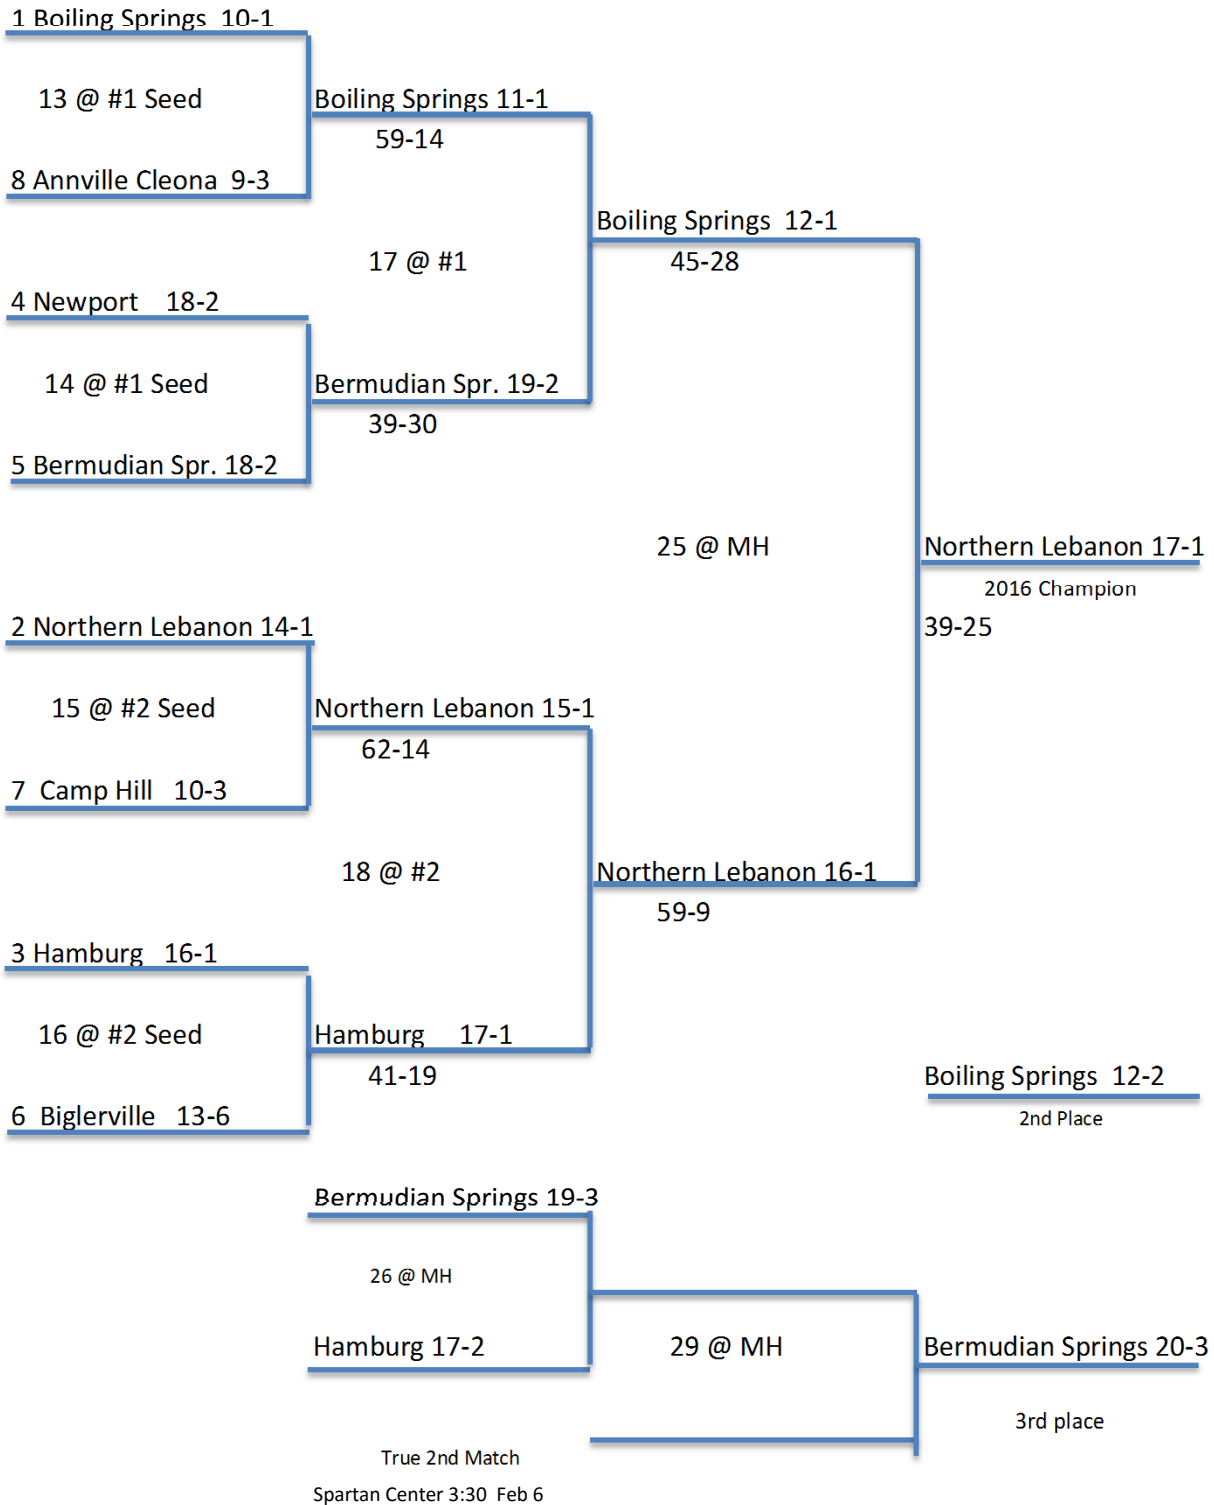 1 Boiling Springs  10-1
13 @ #1 Seed
Boiling Springs 11-1
59-14
8 Annville Cleona  9-3
Boiling Springs  12-1
17 @ #1
45-28
4 Newport    18-2
14 @ #1 Seed
Bermudian Spr. 19-2
39-30
5 Bermudian Spr. 18-2
25 @ MH
Northern Lebanon 17-1
2016 Champion
2 Northern Lebanon 14-1
39-25
15 @ #2 Seed
Northern Lebanon 15-1
62-14
7  Camp Hill   10-3
18 @ #2
Northern Lebanon 16-1
59-9
3 Hamburg   16-1
16 @ #2 Seed
Hamburg     17-1
41-19
Boiling Springs  12-2
6  Biglerville   13-6
2nd Place
Bermudian Springs 19-3
26 @ MH
Hamburg 17-2
29 @ MH
Bermudian Springs 20-3
3rd place
True 2nd Match
Spartan Center 3:30  Feb 6